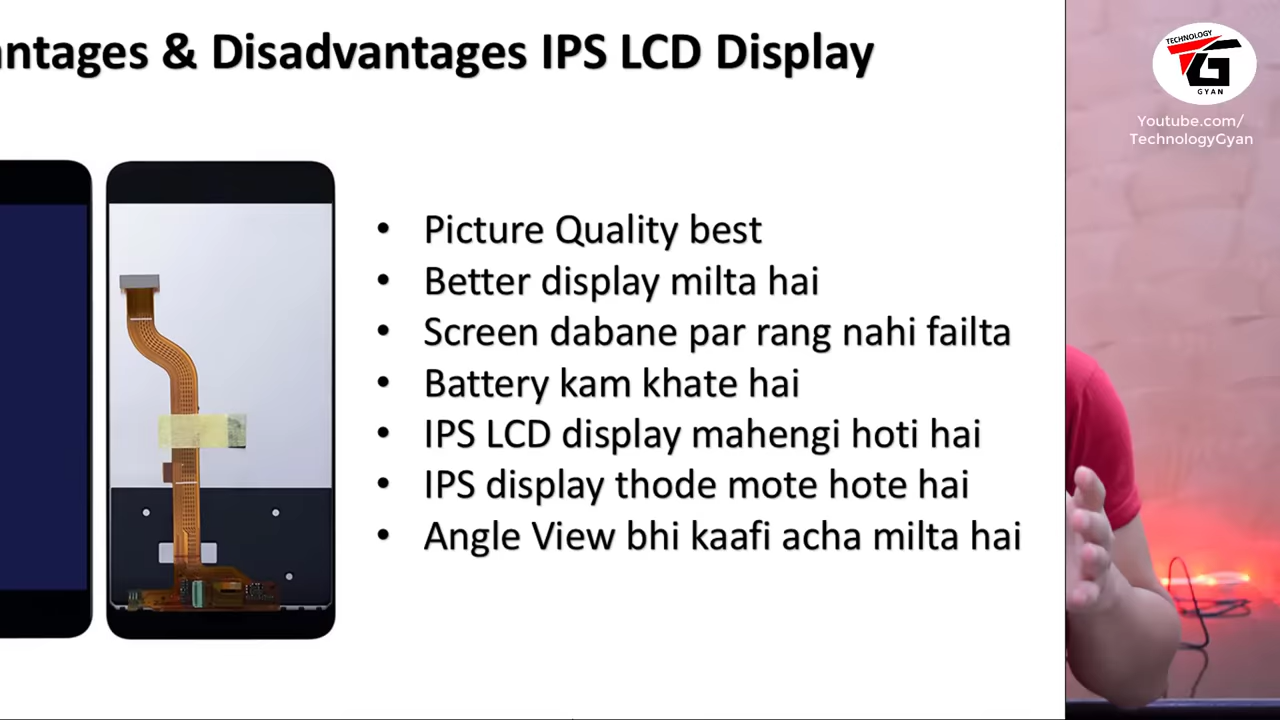 antages & Disadvantages IPS LCD Display
TECHNOLOGY
TG
GYAN
Youtube.com/
TechnologyGyan
• Picture Quality best
• Better display milta hai
• Screen dabane par rang nahi failta
• Battery kam khate hai
• IPS LCD display mahengi hoti hai
• IPS display thode mote hote hai
• Angle View bhi kaafi acha milta hai